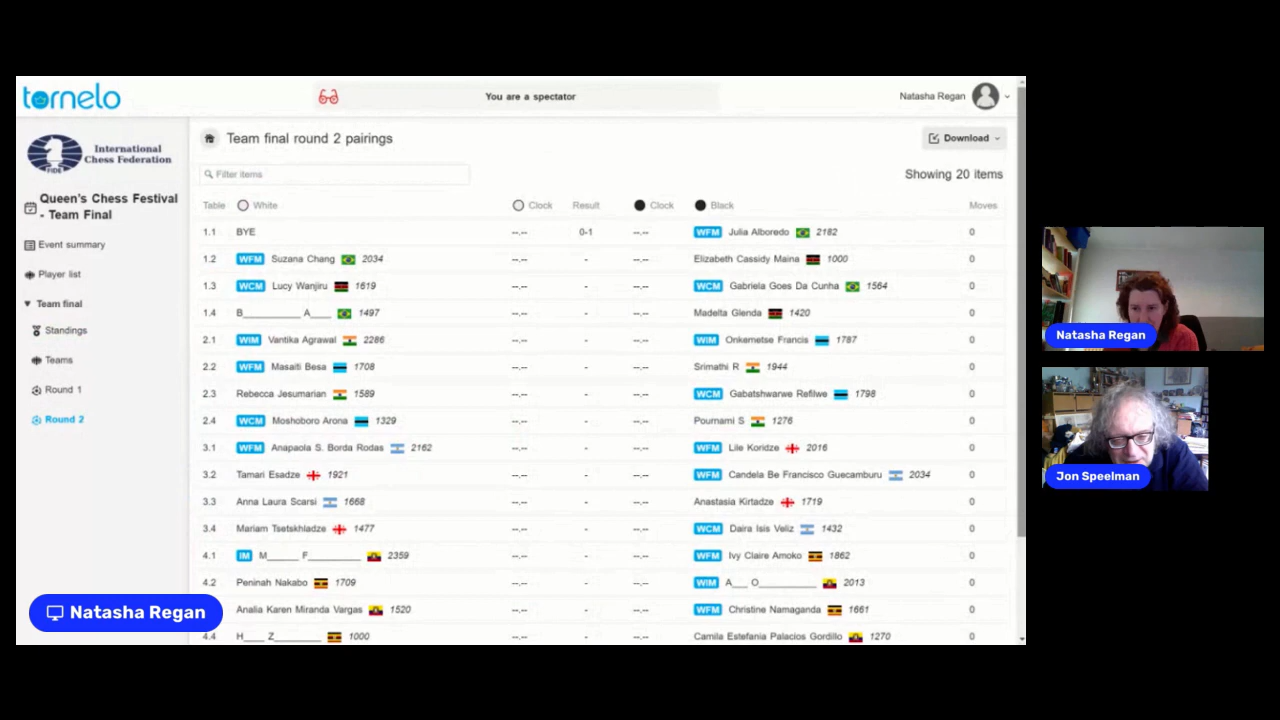 tornelo
You are a spectator
Natasha Regan
FIDE
International
Chess Federation
Queen's Chess Festival
- Team Final
Event summary
Player list
Team final
Standings
Teams
Round 1
Round 2
Team final round 2 pairings
Download
Filter items
Showing 20 items
Table White Clock Result Clock Black Moves
1.1 BYE --.-- 0-1 --.-- WFM Julia Alboredo 2182 0
1.2 WFM Suzana Chang 2034 --.-- - --.-- Elizabeth Cassidy Maina 1000 0
1.3 WCM Lucy Wanjiru 1619 --.-- - --.-- WCM Gabriela Goes Da Cunha 1564 0
1.4 B__________ A____ 1497 --.-- - --.-- Madelta Glenda 1420 0
2.1 WIM Vantika Agrawal 2286 --.-- - --.-- WIM Onkemetse Francis 1787 0
2.2 WFM Masaiti Besa 1708 --.-- - --.-- Srimathi R 1944 0
2.3 Rebecca Jesumarian 1589 --.-- - --.-- WCM Gabatshwarwe Refilwe 1798 0
2.4 WCM Moshoboro Arona 1329 --.-- - --.-- Pournami S 1276 0
3.1 WFM Anapaola S. Borda Rodas 2162 --.-- - --.-- WFM Lile Koridze 2016 0
3.2 Tamari Esadze 1921 --.-- - --.-- WFM Candela Be Francisco Guecamburu 2034 0
3.3 Anna Laura Scarsi 1668 --.-- - --.-- Anastasia Kirtadze 1719 0
3.4 Mariam Tsetskhladze 1477 --.-- - --.-- WCM Daira Isis Veliz 1432 0
4.1 IM M______ F__________ 2359 --.-- - --.-- WFM Ivy Claire Amoko 1862 0
4.2 Peninah Nakabo 1709 --.-- - --.-- WIM A___ O___________ 2013 0
Analia Karen Miranda Vargas 1520 --.-- - --.-- WFM Christine Namaganda 1661 0
4.4 H____ Z_________ 1000 --.-- - --.-- Camila Estefania Palacios Gordillo 1270 0
Natasha Regan
Natasha Regan
Jon Speelman